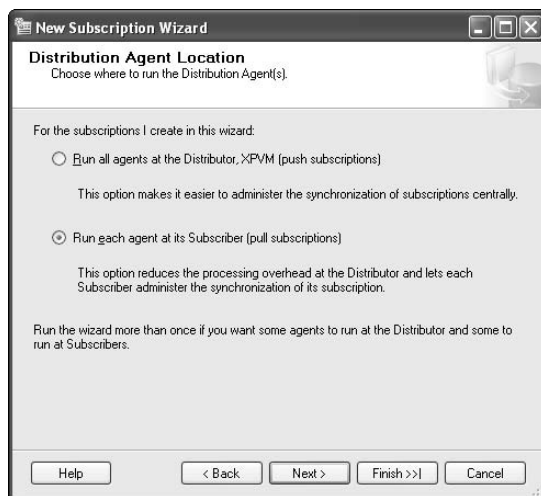 New Subscription Wizard
Distribution Agent Location
Choose where to run the Distribution Agent(s).
For the subscriptions I create in this wizard:
Run all agents at the Distributor, XPVM (push subscriptions)
This option makes it easier to administer the synchronization of subscriptions centrally.
Run each agent at its Subscriber (pull subscriptions)
This option reduces the processing overhead at the Distributor and lets each
Subscriber administer the synchronization of its subscription.
Run the wizard more than once if you want some agents to run at the Distributor and some to
run at Subscribers.
Help
< Back
Next >
Finish >>|
Cancel